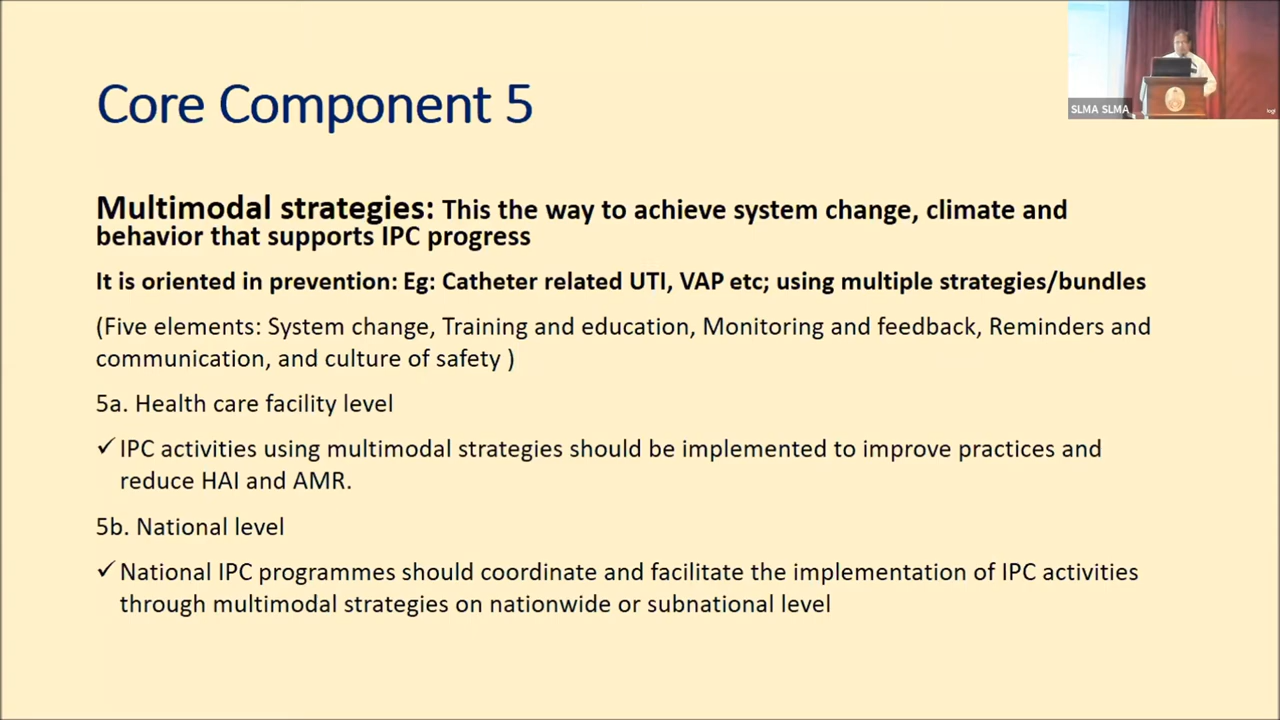 SLMA SLMA
Core Component 5
Multimodal strategies: This the way to achieve system change, climate and
behavior that supports IPC progress
It is oriented in prevention: Eg: Catheter related UTI, VAP etc; using multiple strategies/bundles
(Five elements: System change, Training and education, Monitoring and feedback, Reminders and
communication, and culture of safety )
5a. Health care facility level
✓ IPC activities using multimodal strategies should be implemented to improve practices and
reduce HAI and AMR.
5b. National level
✓ National IPC programmes should coordinate and facilitate the implementation of IPC activities
through multimodal strategies on nationwide or subnational level